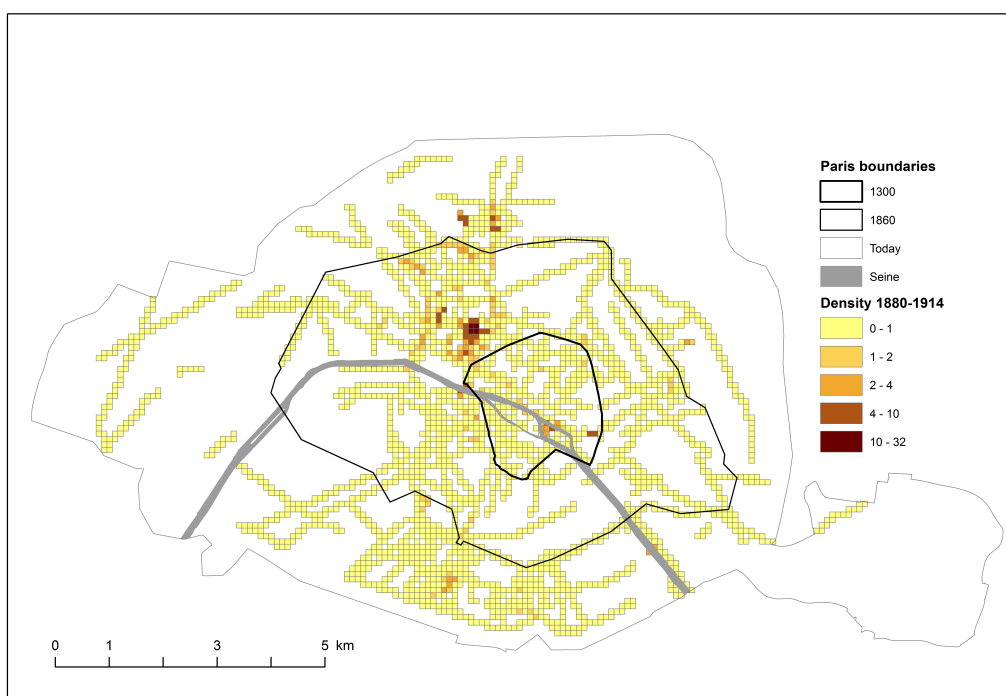 Paris boundaries
1300
1860
Today
Seine
Density 1880-1914
0 - 1
1 - 2
2 - 4
4 - 10
10 - 32
0 1 3 5 km